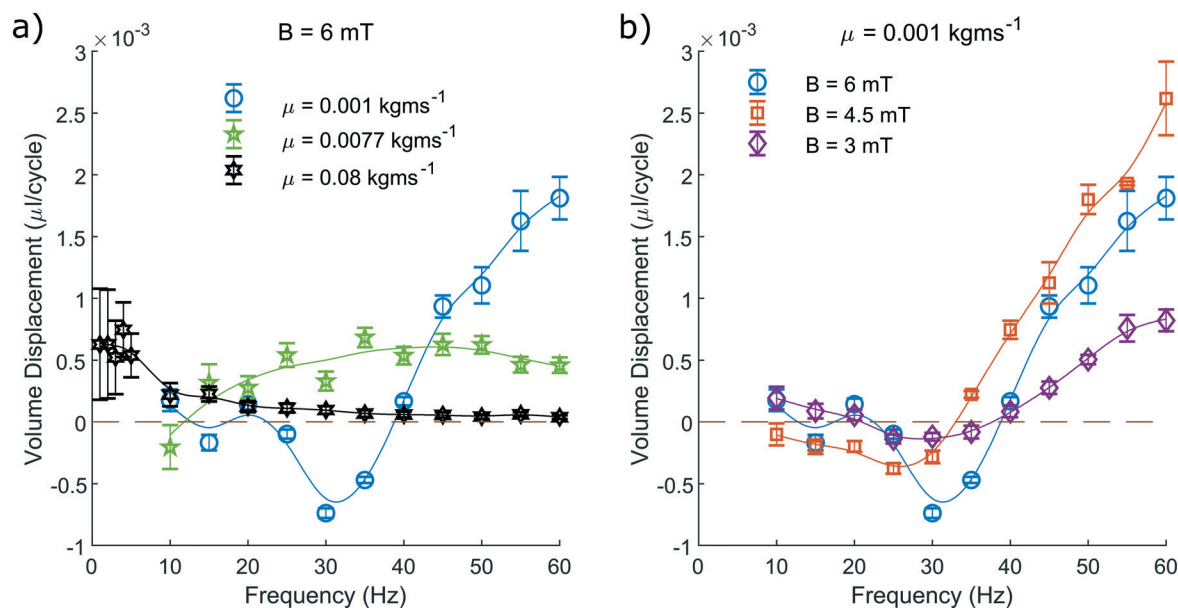 a)
× 10⁻³
B = 6 mT
3
2.5
2
1.5
1
0.5
0
-0.5
-1
Volume Displacement (μl/cycle)
μ = 0.001 kgms⁻¹
μ = 0.0077 kgms⁻¹
μ = 0.08 kgms⁻¹
0 10 20 30 40 50 60
Frequency (Hz)
b)
× 10⁻³
μ = 0.001 kgms⁻¹
3
2.5
2
1.5
1
0.5
0
-0.5
-1
Volume Displacement (μl/cycle)
B = 6 mT
B = 4.5 mT
B = 3 mT
0 10 20 30 40 50 60
Frequency (Hz)